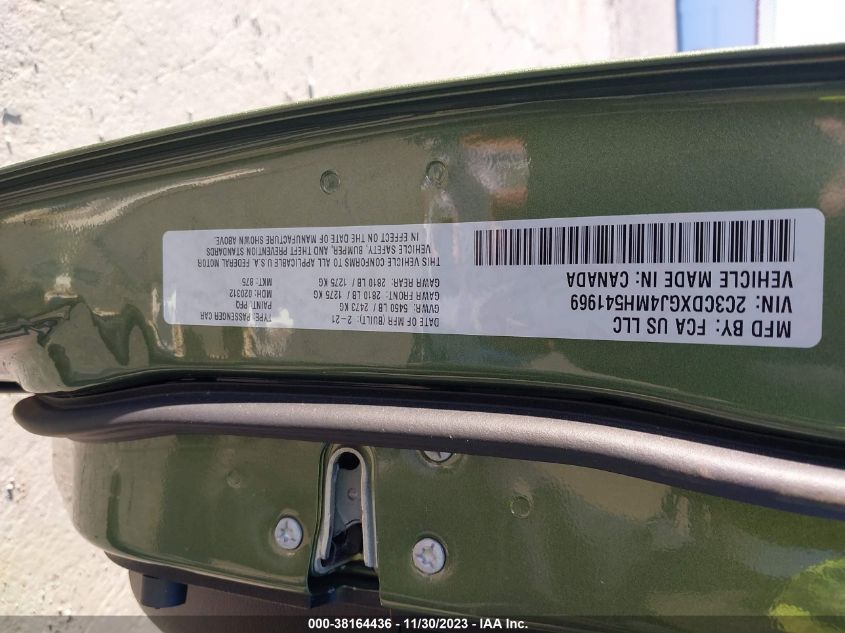 MFD BY: FCA US LLC
VIN: 2C3CDXGJ4MH541969
VEHICLE MADE IN: CANADA
DATE OF MFR (BUILT): 2-21
TYPE: PASSENGER CAR
GVWR: 5450 LB / 2473 KG
PAINT: PFQ
GAWR FRONT: 2810 LB / 1275 KG
MDH: 020312
GAWR REAR: 2810 LB / 1275 KG
MKT: 875
THIS VEHICLE CONFORMS TO ALL APPLICABLE U.S.A. FEDERAL MOTOR
VEHICLE SAFETY, BUMPER, AND THEFT PREVENTION STANDARDS
IN EFFECT ON THE DATE OF MANUFACTURE SHOWN ABOVE.
000-38164436 - 11/30/2023 - IAA Inc.